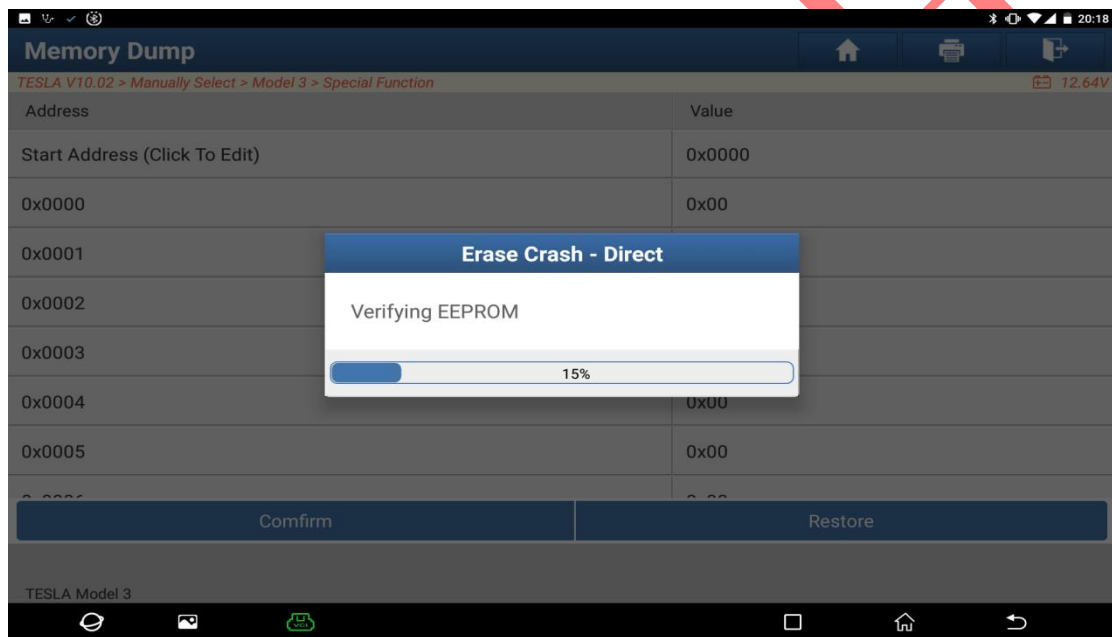 20:18
Memory Dump
TESLA V10.02 > Manually Select > Model 3 > Special Function
12.64V
Address Value
Start Address (Click To Edit) 0x0000
0x0000 0x00
0x0001
Erase Crash - Direct
0x0002
Verifying EEPROM
0x0003
15%
0x0004 0x00
0x0005 0x00
Comfirm Restore
TESLA Model 3
VCI